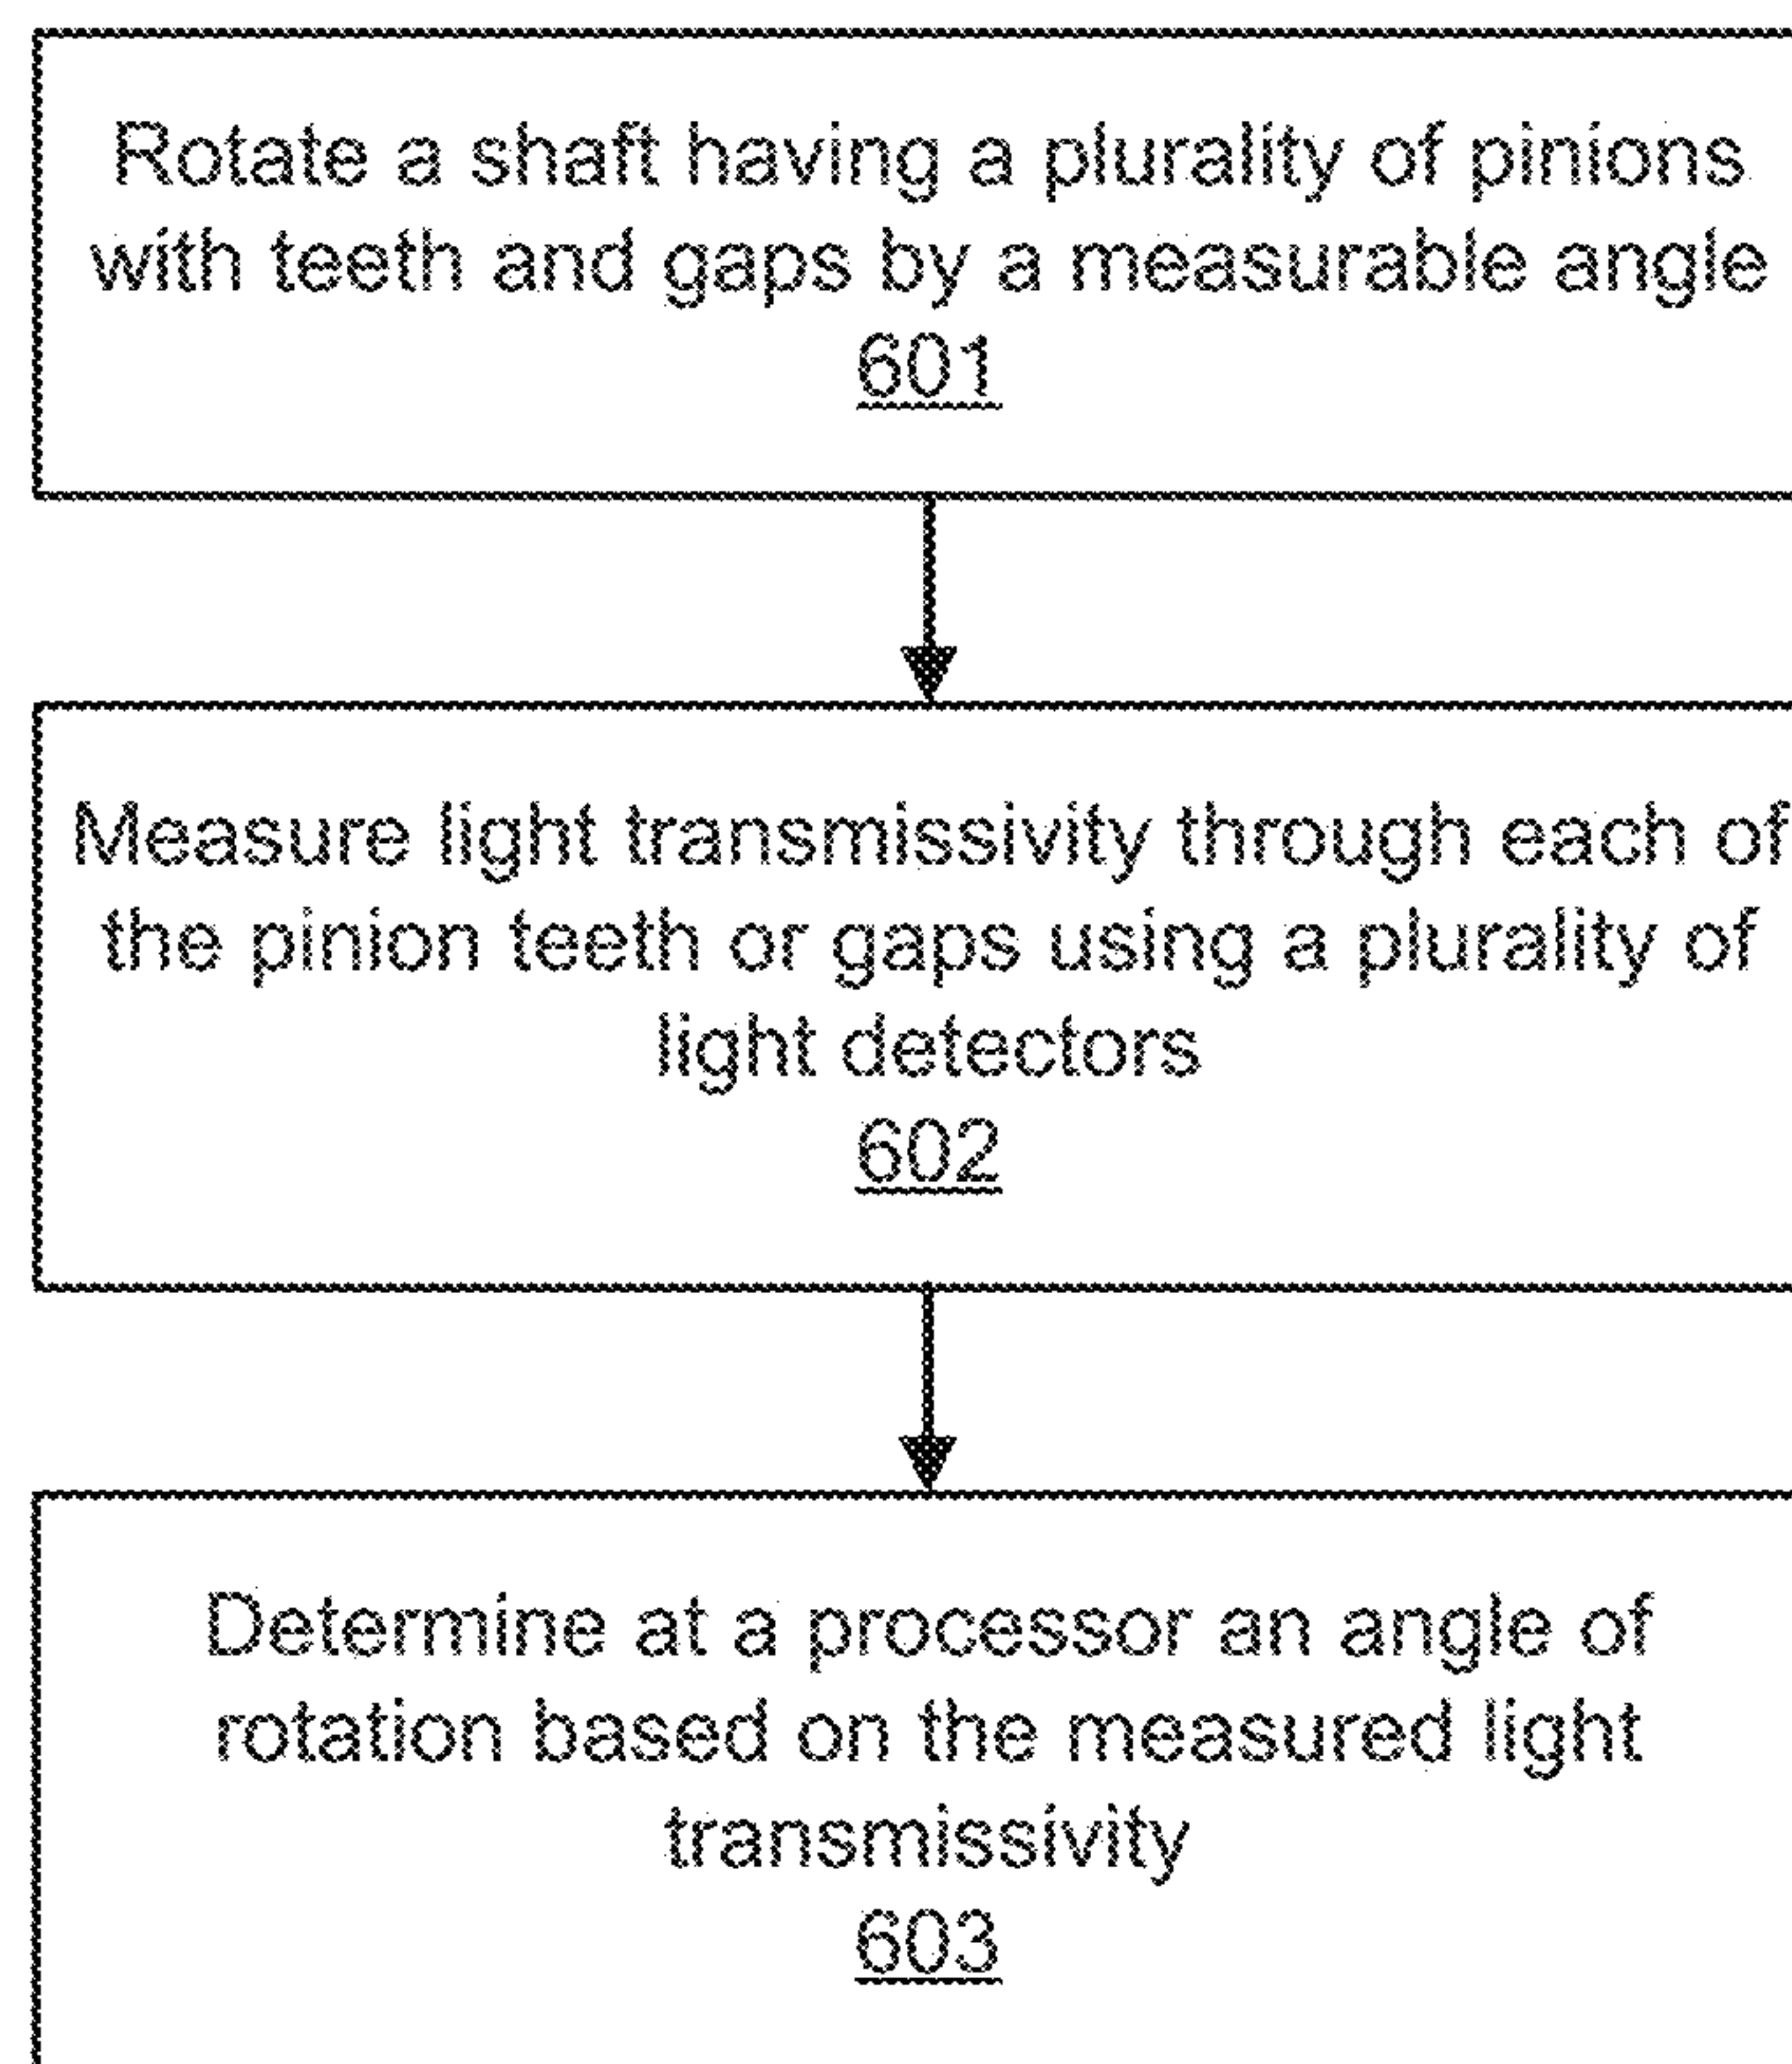 Rotate a shaft having a plurality of pinions
with teeth and gaps by a measurable angle
601
Measure light transmissivity through each of
the pinion teeth or gaps using a plurality of
light detectors
602
Determine at a processor an angle of
rotation based on the measured light
transmissivity
603